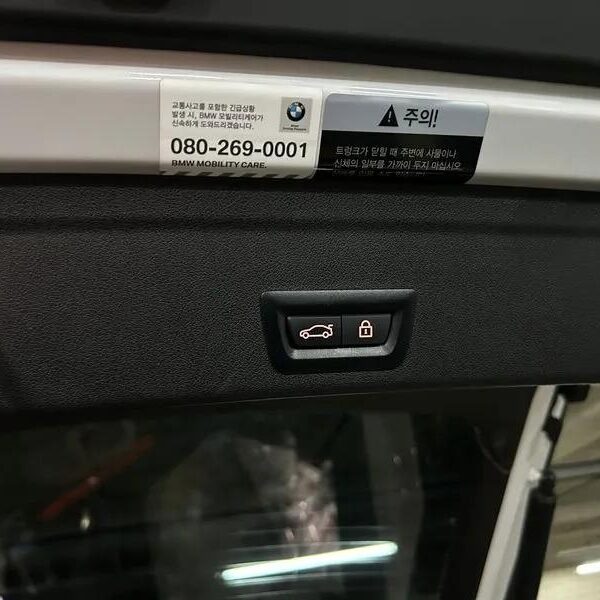 교통사고를 포함한 긴급상황
발생 시, BMW 모빌리티케어가
신속하게 도와드리겠습니다.
080-269-0001
BMW MOBILITY CARE.
주의!
트렁크가 닫힐 때 주변에 사물이나
신체의 일부를 가까이 두지 마십시오.